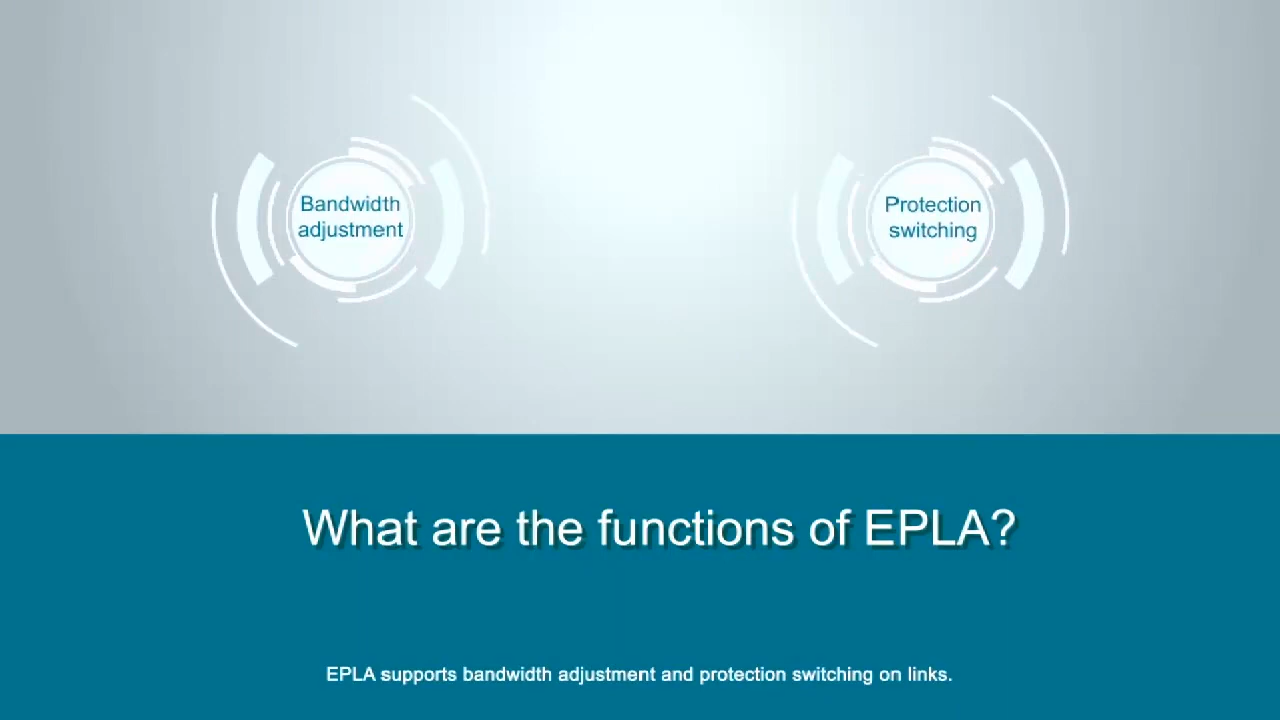 Bandwidth
adjustment
Protection
switching
What are the functions of EPLA?
EPLA supports bandwidth adjustment and protection switching on links.